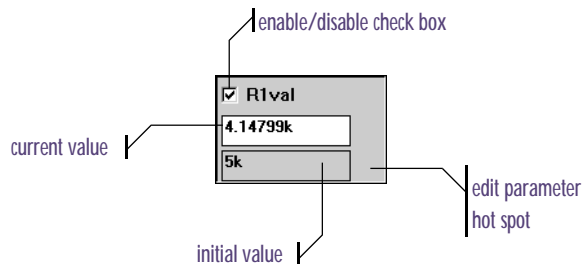 enable/disable check box
R1val
4.14799k
current value
5k
edit parameter
hot spot
initial value